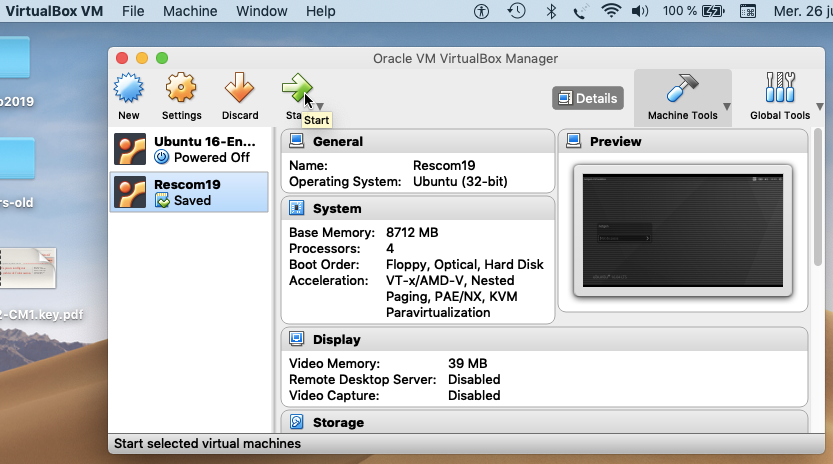 VirtualBox VM File Machine Window Help 100 % Mer. 26 ju
o2019
rs-old
2-CM1.key.pdf
Oracle VM VirtualBox Manager
New Settings Discard Sta
Start
Details Machine Tools Global Tools
Ubuntu 16-En...
Powered Off
Rescom19
Saved
General
Name: Rescom19
Operating System: Ubuntu (32-bit)
System
Base Memory: 8712 MB
Processors: 4
Boot Order: Floppy, Optical, Hard Disk
Acceleration: VT-x/AMD-V, Nested
Paging, PAE/NX, KVM
Paravirtualization
Preview
Display
Video Memory: 39 MB
Remote Desktop Server: Disabled
Video Capture: Disabled
Storage
Start selected virtual machines